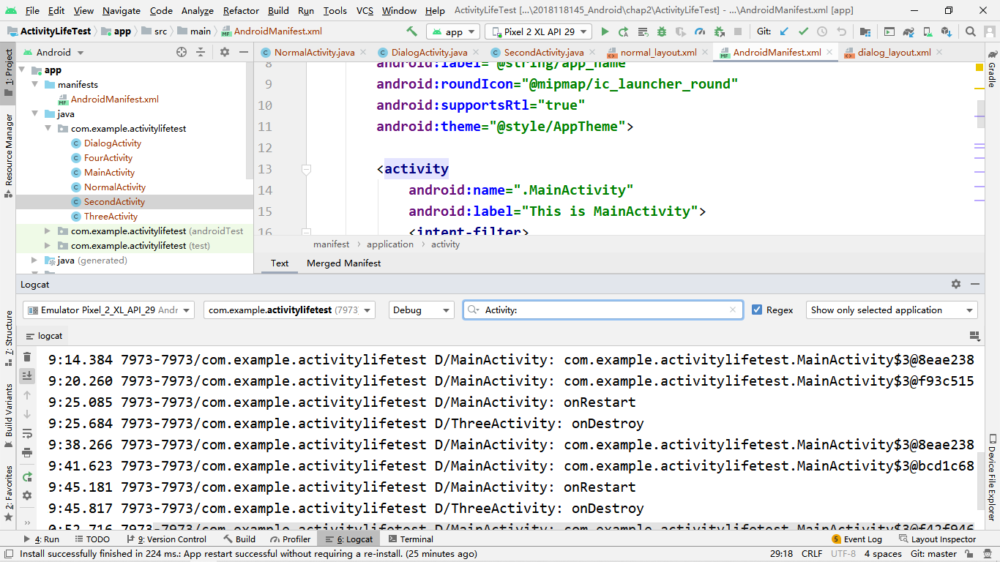 File Edit View Navigate Code Analyze Refactor Build Run Tools VCS Window Help ActivityLifeTest [...\2018118145_Android\chap2\ActivityLifeTest] - ...\AndroidManifest.xml [app]
ActivityLifeTest app src main AndroidManifest.xml app Pixel 2 XL API 29 Git:
Android NormalActivity.java DialogActivity.java SecondActivity.java normal_layout.xml AndroidManifest.xml dialog_layout.xml
1: Project
Resource Manager
Z: Structure
Build Variants
2: Favorites
Gradle
Device File Explorer
app
manifests
AndroidManifest.xml
java
com.example.activitylifetest
DialogActivity
FourActivity
MainActivity
NormalActivity
SecondActivity
ThreeActivity
com.example.activitylifetest (androidTest
com.example.activitylifetest (test)
java (generated)
8 android:label="@string/app_name
9 android:roundIcon="@mipmap/ic_launcher_round"
10 android:supportsRtl="true"
11 android:theme="@style/AppTheme">
12
13 <activity
14 android:name=".MainActivity"
15 android:label="This is MainActivity">
16 <intent-filter>
manifest › application › activity
Text Merged Manifest
Logcat
Emulator Pixel_2_XL_API_29 Andr com.example.activitylifetest (7973) Debug Activity: Regex Show only selected application
logcat
9:14.384 7973-7973/com.example.activitylifetest D/MainActivity: com.example.activitylifetest.MainActivity$3@8eae238
9:20.260 7973-7973/com.example.activitylifetest D/MainActivity: com.example.activitylifetest.MainActivity$3@f93c515
9:25.085 7973-7973/com.example.activitylifetest D/MainActivity: onRestart
9:25.684 7973-7973/com.example.activitylifetest D/ThreeActivity: onDestroy
9:38.266 7973-7973/com.example.activitylifetest D/MainActivity: com.example.activitylifetest.MainActivity$3@8eae238
9:41.623 7973-7973/com.example.activitylifetest D/MainActivity: com.example.activitylifetest.MainActivity$3@bcd1c68
9:45.181 7973-7973/com.example.activitylifetest D/MainActivity: onRestart
9:45.817 7973-7973/com.example.activitylifetest D/ThreeActivity: onDestroy
0:52.716 7973-7973/com.example.activitylifetest D/MainActivity: com.example.activitylifetest.MainActivity$3@f42f946
4: Run TODO 9: Version Control Build Profiler 6: Logcat Terminal 5 Event Log Layout Inspector
Install successfully finished in 224 ms.: App restart successful without requiring a re-install. (25 minutes ago) 29:18 CRLF UTF-8 4 spaces Git: master